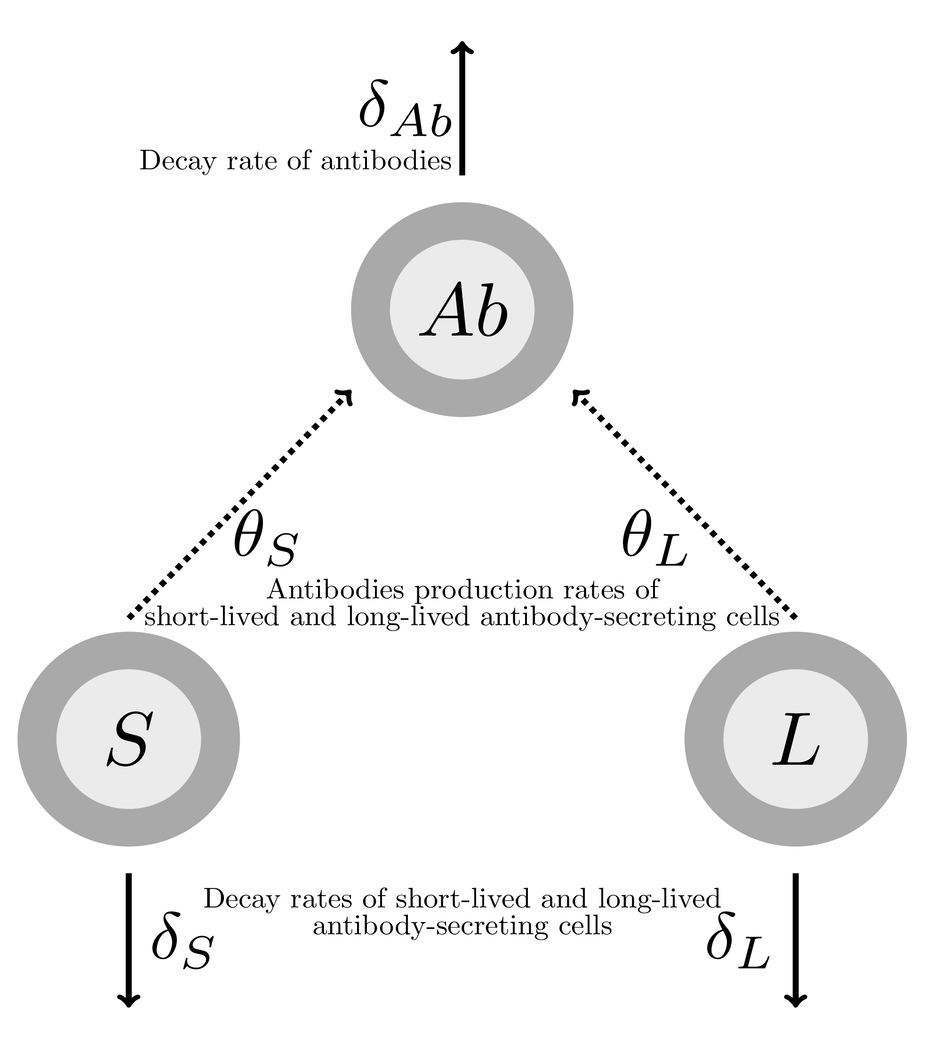 δ_Ab
Decay rate of antibodies
Ab
θ_S
θ_L
Antibodies production rates of
short-lived and long-lived antibody-secreting cells
S
L
Decay rates of short-lived and long-lived
antibody-secreting cells
δ_S
δ_L